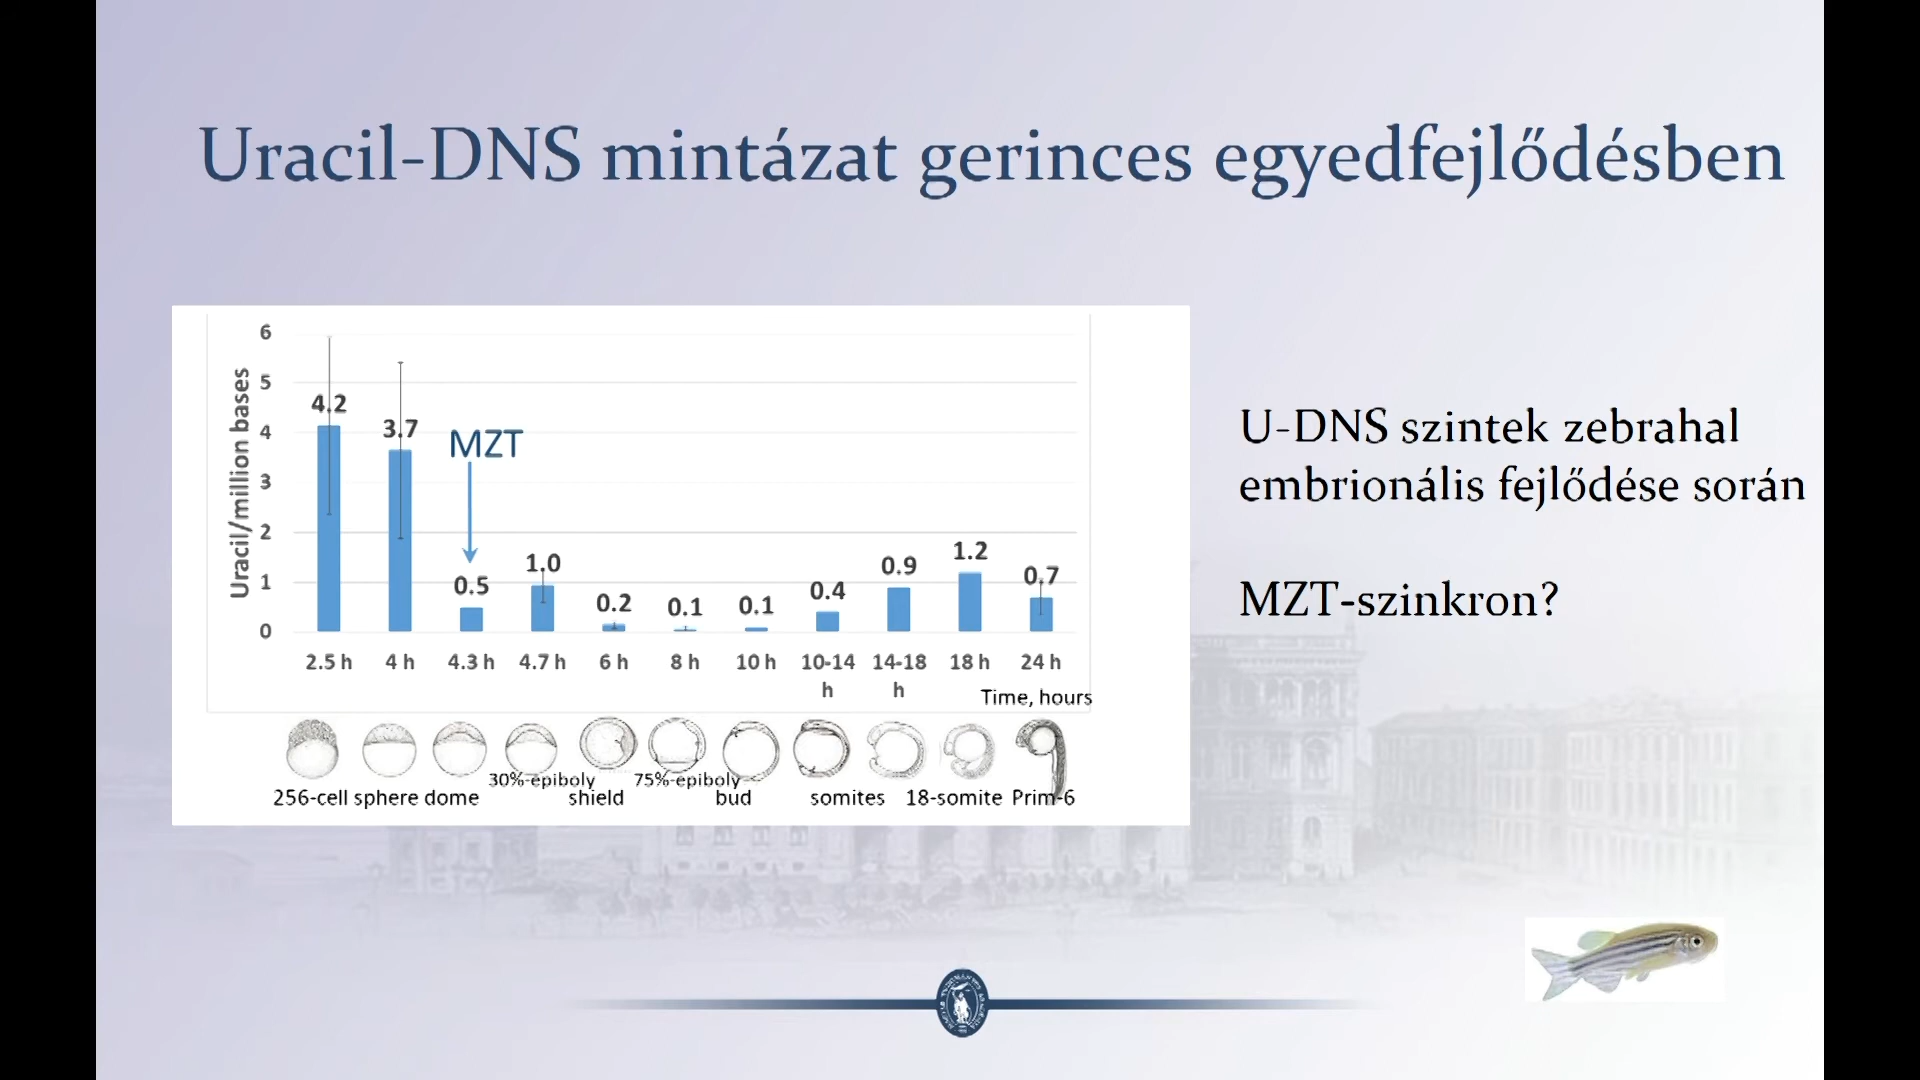 Uracil-DNS mintázat gerinces egyedfejlődésben
Uracil/million bases
6
5
4
3
2
1
0
4.2
3.7
MZT
0.5
1.0
0.2
0.1
0.1
0.4
0.9
1.2
0.7
2.5 h 4 h 4.3 h 4.7 h 6 h 8 h 10 h 10-14 h 14-18 h 18 h 24 h
Time, hours
30%-epiboly 75%-epiboly
256-cell sphere dome shield bud somites 18-somite Prim-6
U-DNS szintek zebrahal
embrionális fejlődése során
MZT-szinkron?